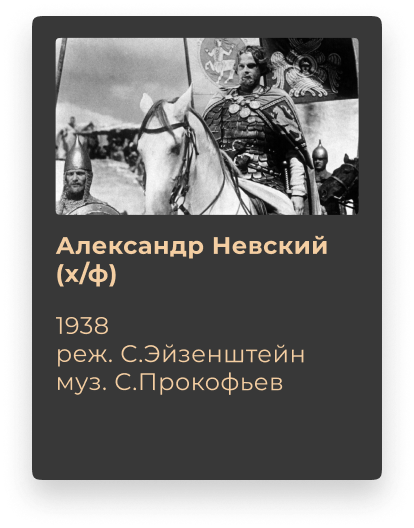 Александр Невский
(х/ф)
1938
реж. С.Эйзенштейн
муз. С.Прокофьев